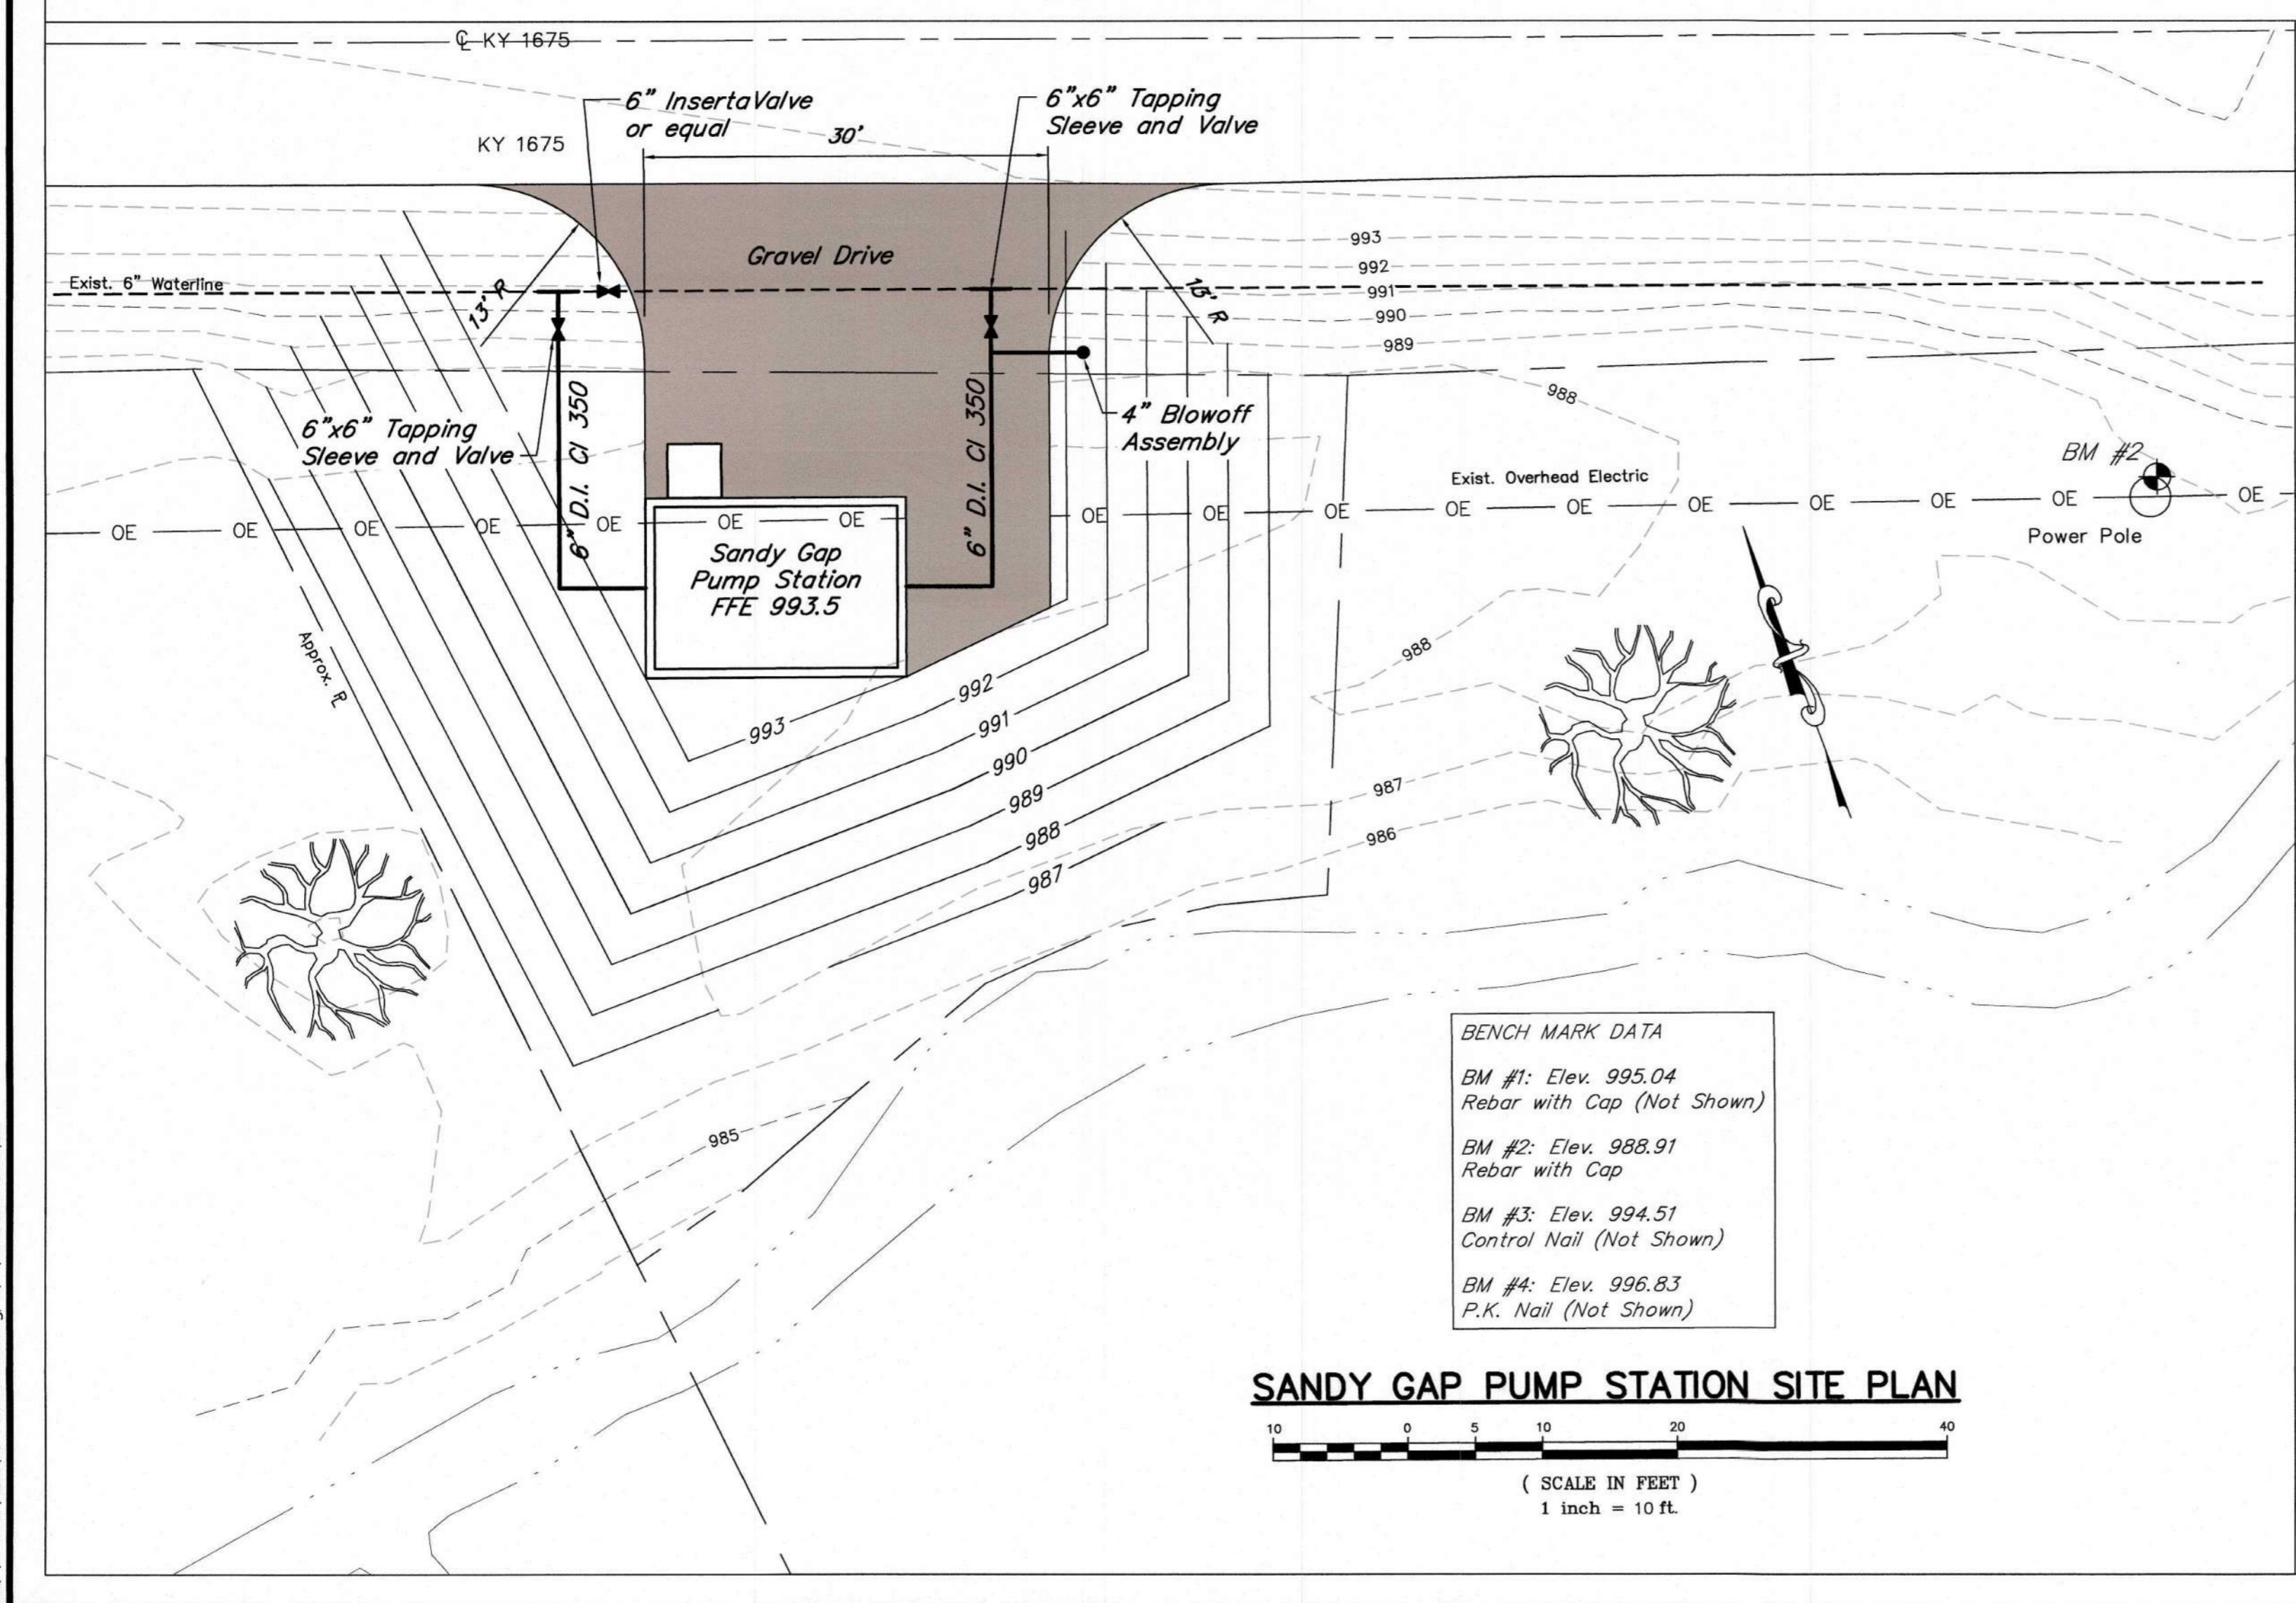 ℄ KY 1675
6" InsertaValve
or equal
6"x6" Tapping
Sleeve and Valve
KY 1675
30'
Gravel Drive
993
992
991
990
989
988
Exist. 6" Waterline
13' R
13' R
6"x6" Tapping
Sleeve and Valve
6" D.I. Cl 350
6" D.I. Cl 350
4" Blowoff
Assembly
BM #2
Exist. Overhead Electric
OE OE OE OE OE OE OE OE OE OE OE OE OE OE OE OE OE OE
Power Pole
Sandy Gap
Pump Station
FFE 993.5
Approx. ⅊
988
993
992
991
990
989
988
987
987
986
985
BENCH MARK DATA
BM #1: Elev. 995.04
Rebar with Cap (Not Shown)
BM #2: Elev. 988.91
Rebar with Cap
BM #3: Elev. 994.51
Control Nail (Not Shown)
BM #4: Elev. 996.83
P.K. Nail (Not Shown)
SANDY GAP PUMP STATION SITE PLAN
10 0 5 10 20 40
( SCALE IN FEET )
1 inch = 10 ft.